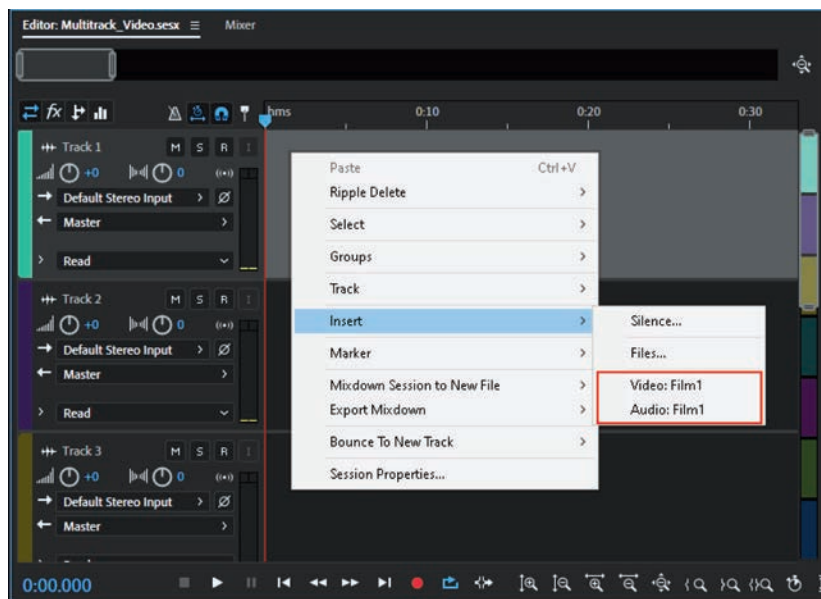 Editor: Multitrack_Video.sesx ≡ Mixer
fx
hms 0:10 0:20 0:30
Track 1 M S R I
+0 0
Default Stereo Input
Master
Read
Track 2 M S R I
+0 0
Default Stereo Input
Master
Read
Track 3 M S R I
+0 0
Default Stereo Input
Master
Paste Ctrl+V
Ripple Delete
Select
Groups
Track
Insert
Marker
Mixdown Session to New File
Export Mixdown
Bounce To New Track
Session Properties...
Silence...
Files...
Video: Film1
Audio: Film1
0:00.000